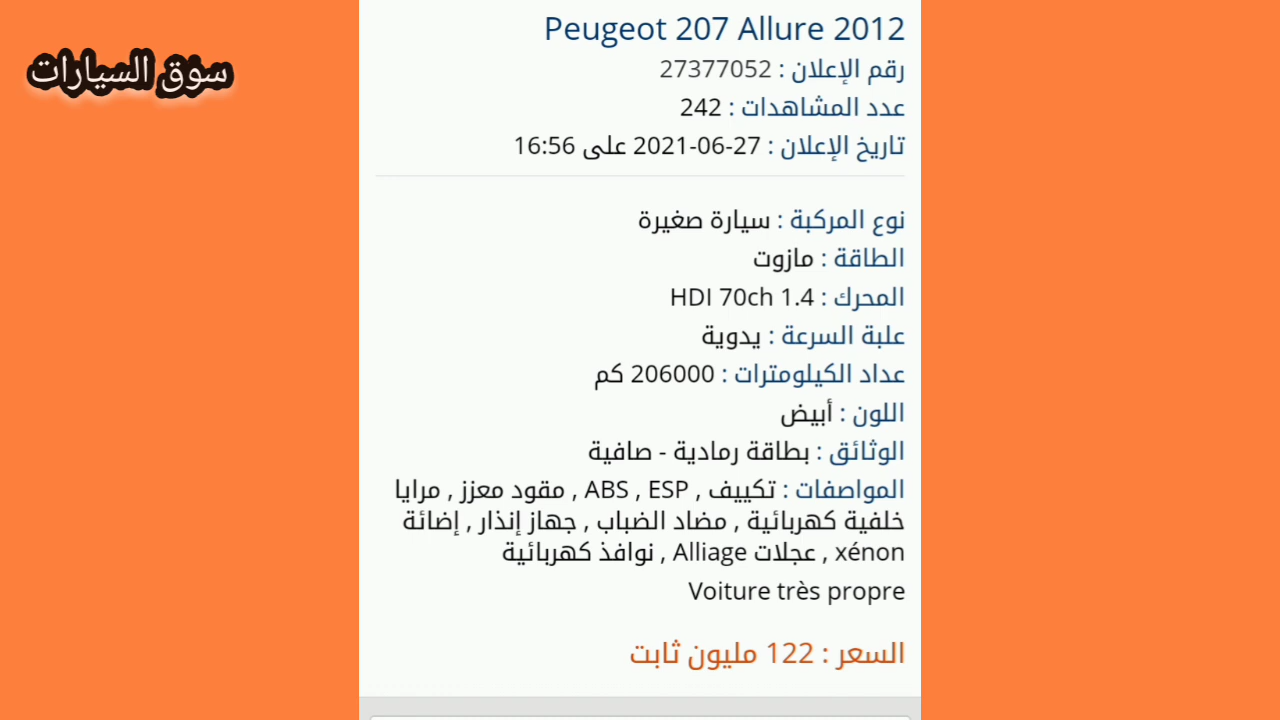 سوق السيارات
Peugeot 207 Allure 2012
رقم الإعلان : 27377052
عدد المشاهدات : 242
تاريخ الإعلان : 27-06-2021 على 16:56
نوع المركبة : سيارة صغيرة
الطاقة : مازوت
المحرك : 1.4 HDI 70ch
علبة السرعة : يدوية
عداد الكيلومترات : 206000 كم
اللون : أبيض
الوثائق : بطاقة رمادية - صافية
المواصفات : تكييف , ABS , ESP , مقود معزز , مرايا
خلفية كهربائية , مضاد الضباب , جهاز إنذار , إضائة
xénon , عجلات Alliage , نوافذ كهربائية
Voiture très propre
السعر : 122 مليون ثابت